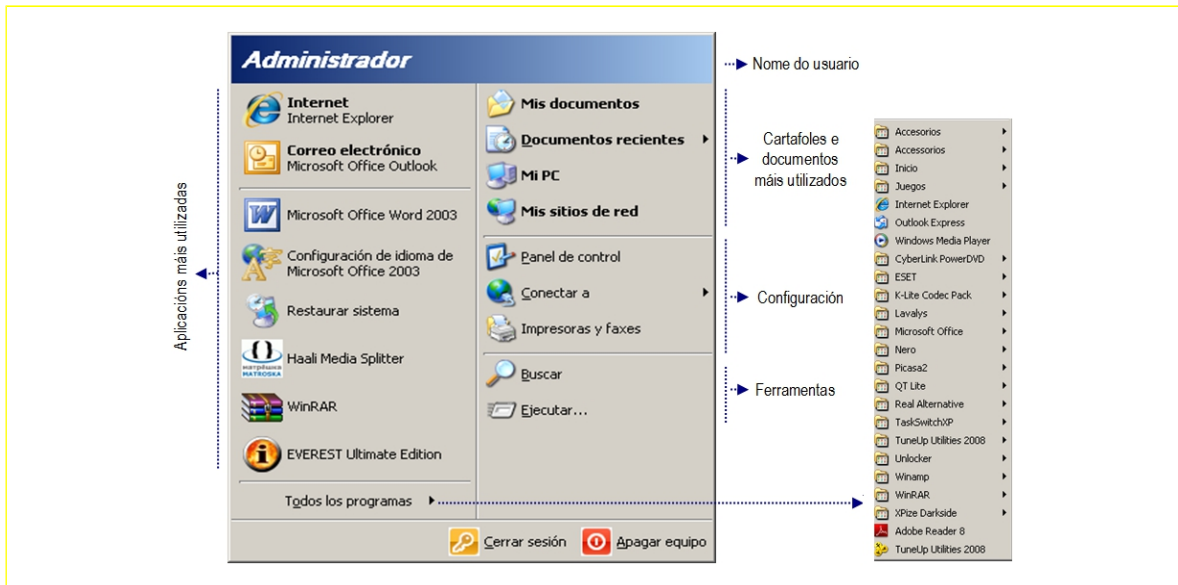 Administrador
Nome do usuario
Aplicacións máis utilizadas
Internet
Internet Explorer
Correo electrónico
Microsoft Office Outlook
Microsoft Office Word 2003
Configuración de idioma de
Microsoft Office 2003
Restaurar sistema
матрёшка
MATROSKA
Haali Media Splitter
WinRAR
EVEREST Ultimate Edition
Todos los programas
Mis documentos
Documentos recientes
Mi PC
Mis sitios de red
Panel de control
Conectar a
Impresoras y faxes
Buscar
Ejecutar...
Cerrar sesión
Apagar equipo
Cartafoles e
documentos
máis utilizados
Configuración
Ferramentas
Accesorios
Accessorios
Inicio
Juegos
Internet Explorer
Outlook Express
Windows Media Player
CyberLink PowerDVD
ESET
K-Lite Codec Pack
Lavalys
Microsoft Office
Nero
Picasa2
QT Lite
Real Alternative
TaskSwitchXP
TuneUp Utilities 2008
Unlocker
Winamp
WinRAR
XPize Darkside
Adobe Reader 8
TuneUp Utilities 2008